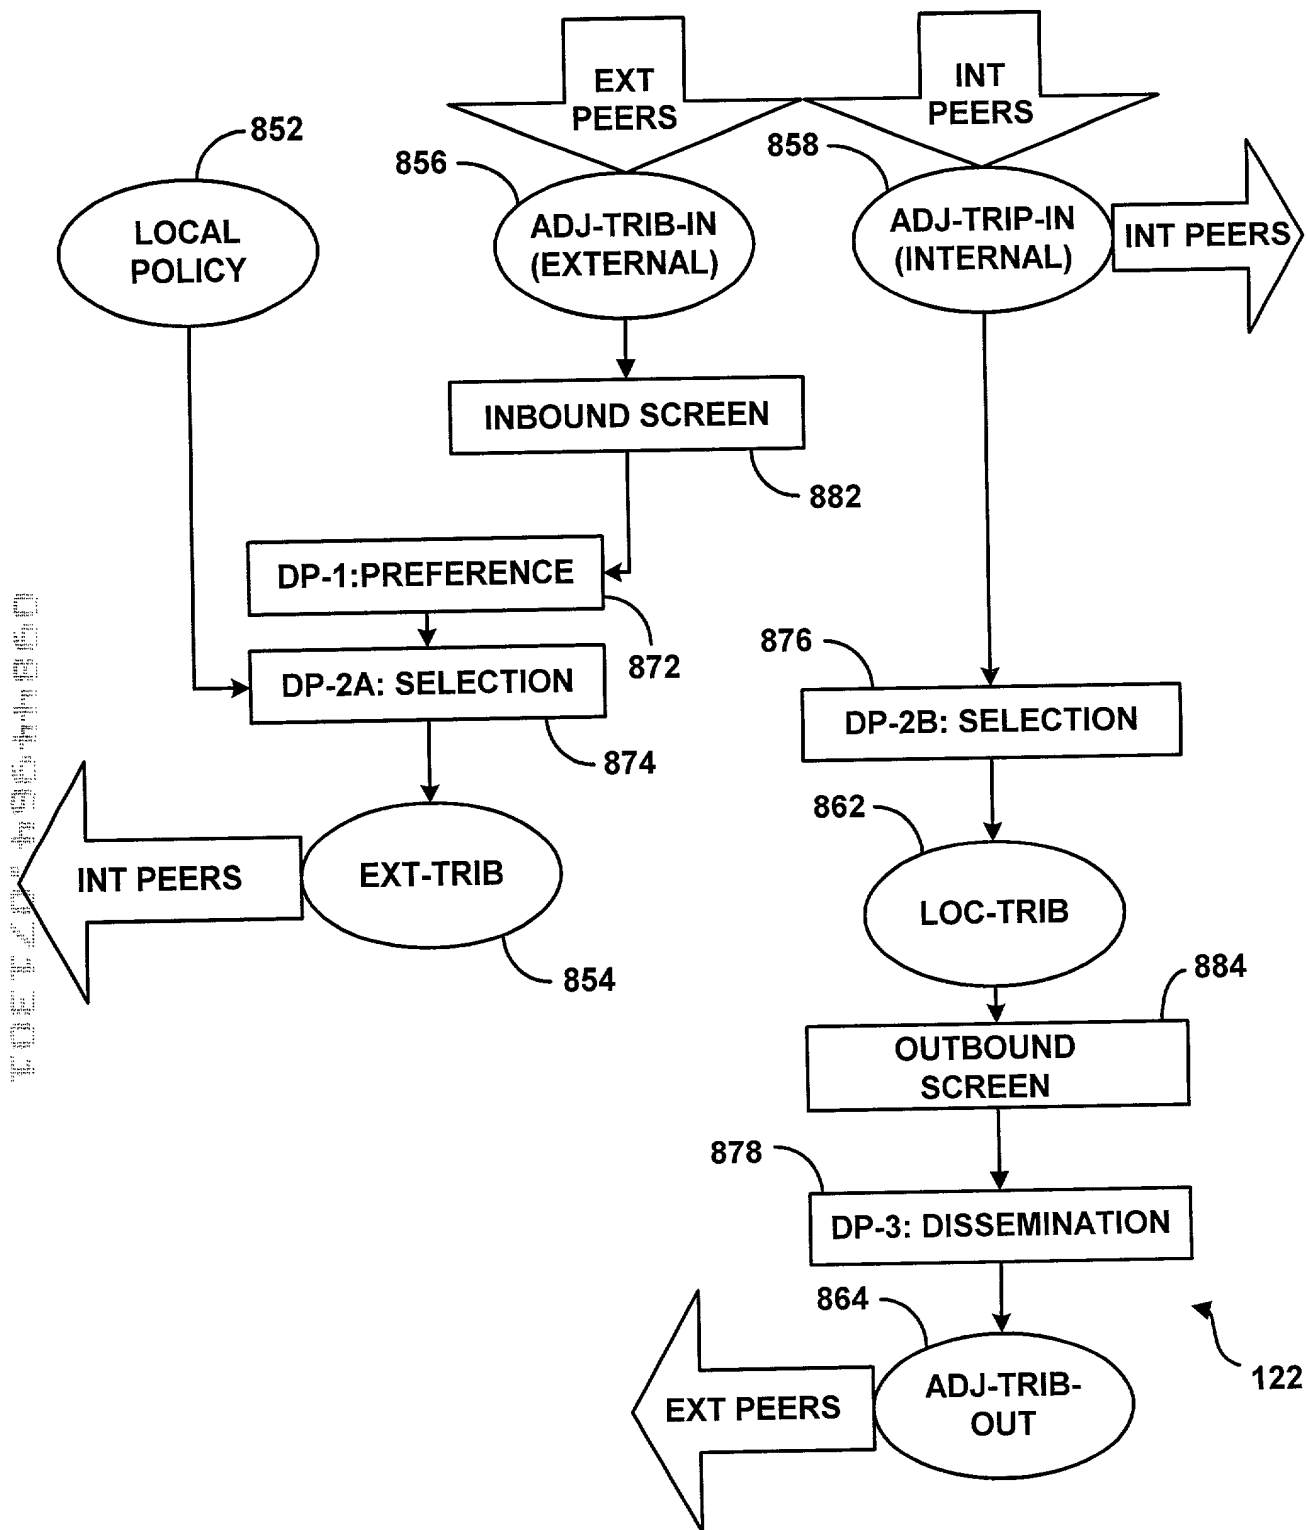 EXT
PEERS
INT
PEERS
852
856
858
LOCAL
POLICY
ADJ-TRIB-IN
(EXTERNAL)
ADJ-TRIP-IN
(INTERNAL)
INT PEERS
INBOUND SCREEN
882
DP-1:PREFERENCE
872
876
DP-2A: SELECTION
874
DP-2B: SELECTION
862
INT PEERS
EXT-TRIB
854
LOC-TRIB
884
OUTBOUND
SCREEN
878
DP-3: DISSEMINATION
864
122
EXT PEERS
ADJ-TRIB-
OUT